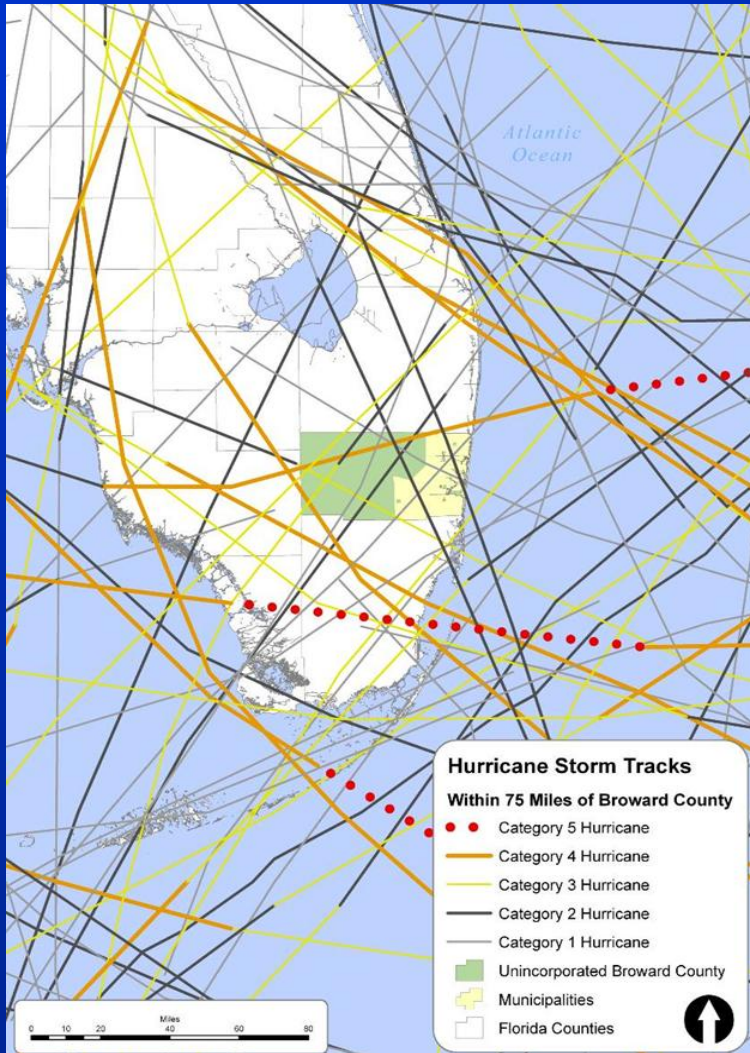 Atlantic
Ocean
Hurricane Storm Tracks
Within 75 Miles of Broward County
Category 5 Hurricane
Category 4 Hurricane
Category 3 Hurricane
Category 2 Hurricane
Category 1 Hurricane
Unincorporated Broward County
Municipalities
Florida Counties
Miles
0 10 20 40 60 80